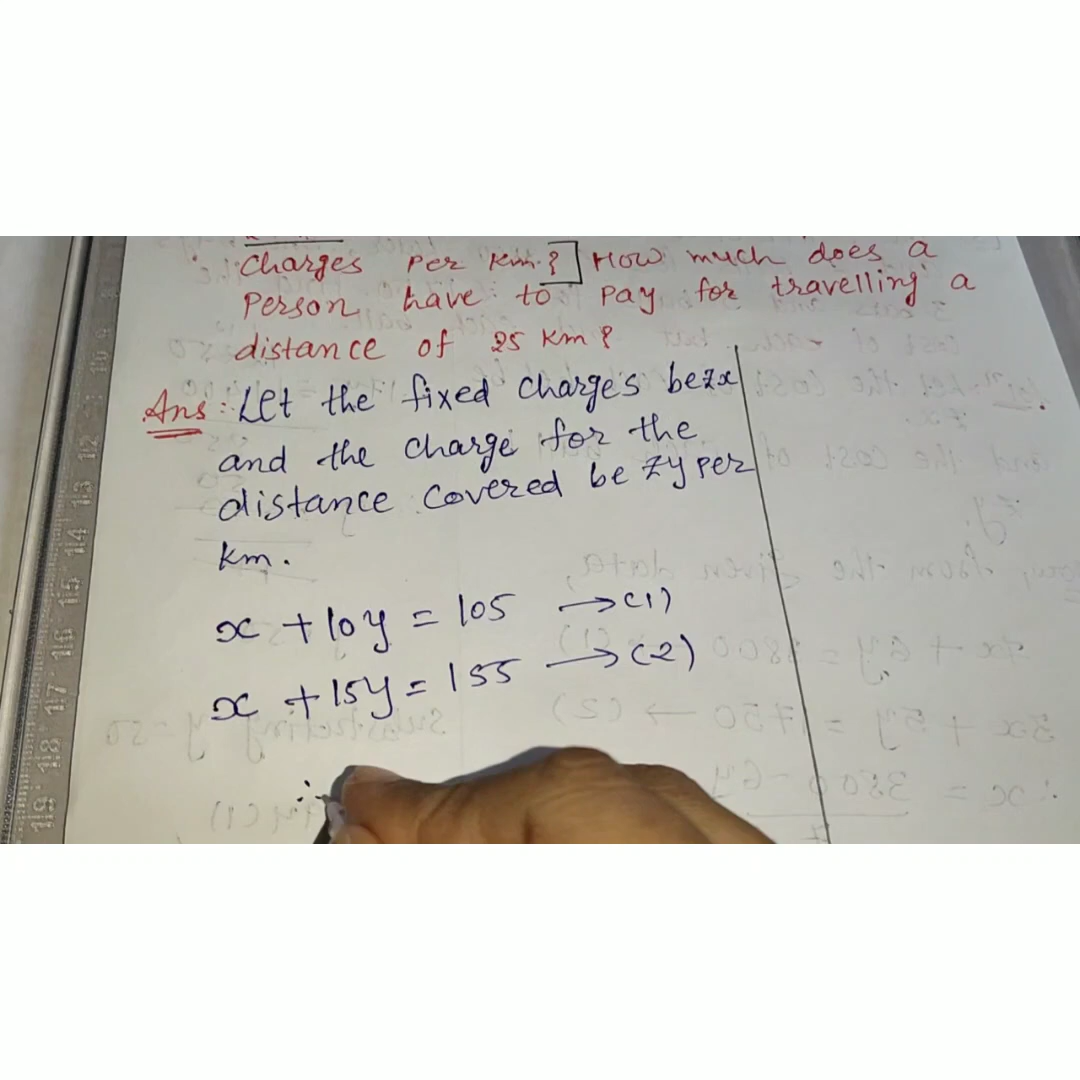 charges per km.?] How much does a
person have to pay for travelling a
distance of 25 km?
Ans: Let the fixed charges be ₹x
and the charge for the
distance covered be ₹y per
km.
x + 10y = 105 → (1)
x + 15y = 155 → (2)
∴ x